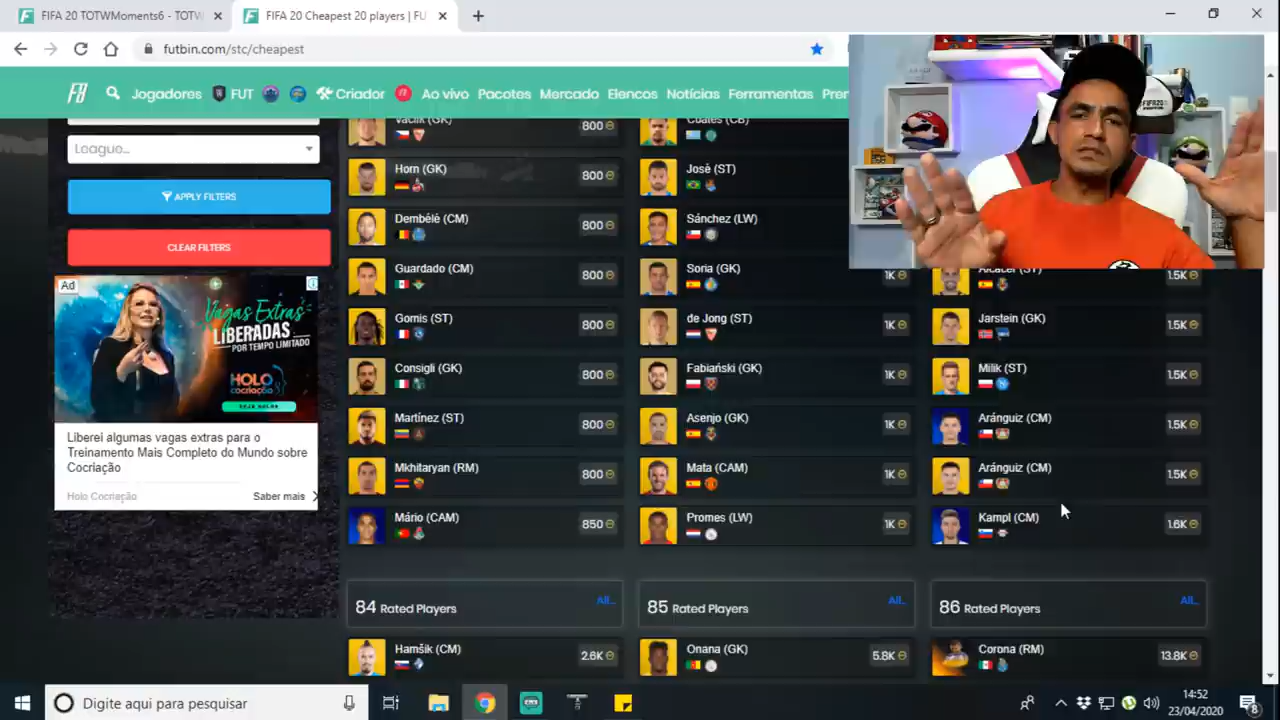 FIFA 20 TOTWMoments6 - TOTW
FIFA 20 Cheapest 20 players | FU
futbin.com/stc/cheapest
FB
Jogadores
FUT
Criador
Ao vivo
Pacotes
Mercado
Elencos
Notícias
Ferramentas
Pren
League...
APPLY FILTERS
CLEAR FILTERS
Ad
Vagas Extras
LIBERADAS
POR TEMPO LIMITADO
HOLO
cocriação
Liberei algumas vagas extras para o
Treinamento Mais Completo do Mundo sobre
Cocriação
Holo Cocriação
Saber mais
Vaclík (GK)
800
Horn (GK)
800
Dembélé (CM)
800
Guardado (CM)
800
Gomis (ST)
800
Consigli (GK)
800
Martínez (ST)
800
Mkhitaryan (RM)
800
Mário (CAM)
850
Coates (CB)
José (ST)
Sánchez (LW)
Soria (GK)
1K
de Jong (ST)
1K
Fabiański (GK)
1K
Asenjo (GK)
1K
Mata (CAM)
1K
Promes (LW)
1K
Alcácer (ST)
1.5K
Jarstein (GK)
1.5K
Milik (ST)
1.5K
Aránguiz (CM)
1.5K
Aránguiz (CM)
1.5K
Kampl (CM)
1.6K
84 Rated Players
All..
85 Rated Players
All..
86 Rated Players
All..
Hamšík (CM)
2.6K
Onana (GK)
5.8K
Corona (RM)
13.8K
Digite aqui para pesquisar
14:52
23/04/2020
8